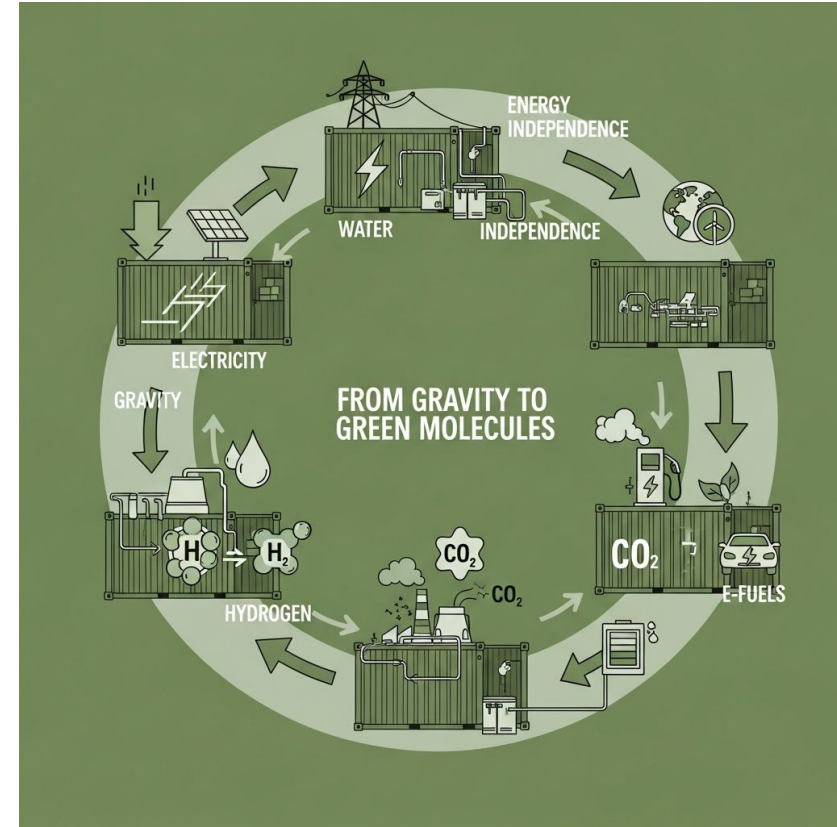 ENERGY
INDEPENDENCE
WATER
INDEPENDENCE
ELECTRICITY
GRAVITY
FROM GRAVITY TO
GREEN MOLECULES
H
H₂
HYDROGEN
CO₂
CO₂
CO₂
E-FUELS